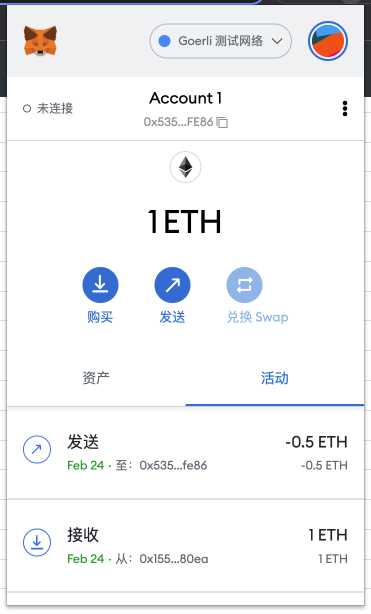 Goerli 测试网络
未连接
Account 1
0x535...FE86
1 ETH
购买
发送
兑换 Swap
资产
活动
发送
-0.5 ETH
Feb 24 · 至：0x535...fe86
-0.5 ETH
接收
1 ETH
Feb 24 · 从：0x155...80ea
1 ETH